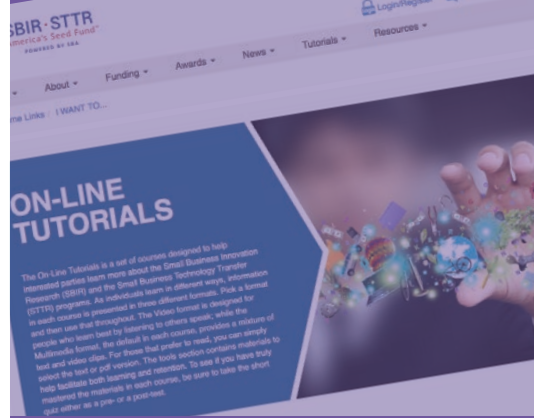 SBIR·STTR
America's Seed Fund™
POWERED BY SBA
Login/Register
About
Funding
Awards
News
Tutorials
Resources
me Links : I WANT TO...
ON-LINE
TUTORIALS
The On-Line Tutorials is a set of courses designed to help
interested parties learn more about the Small Business Innovation
Research (SBIR) and the Small Business Technology Transfer
(STTR) programs. As individuals learn in different ways, information
in each course is presented in three different formats. Pick a format
and then use that throughout. The Video format is designed for
people who learn best by listening to others speak; while the
Multimedia format, the default in each course, provides a mixture of
text and video clips. For those that prefer to read, you can simply
select the text or pdf version. The tools section contains materials to
help facilitate both learning and retention. To see if you have truly
mastered the materials in each course, be sure to take the short
quiz either as a pre- or a post-test.